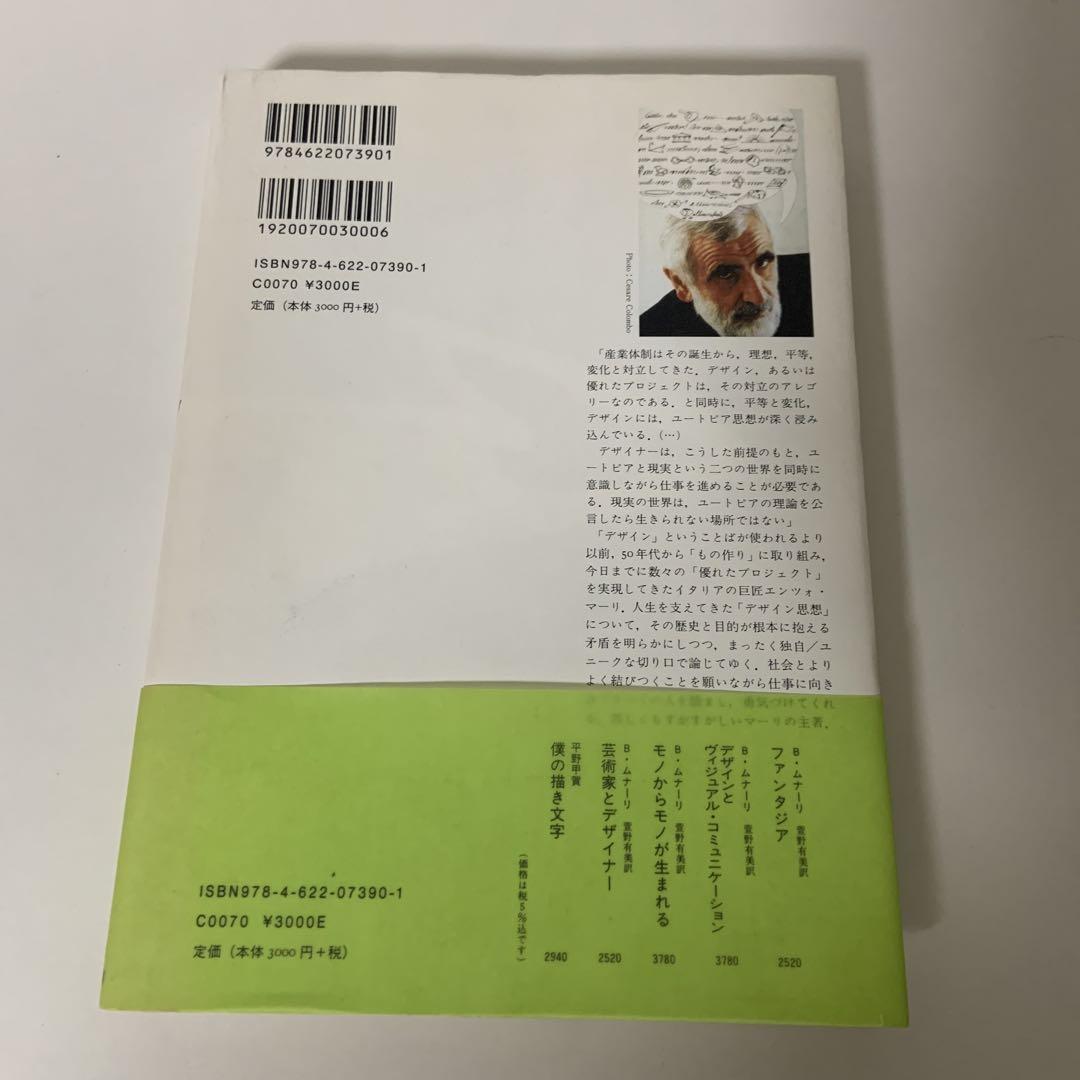 9784622073901
1920070030006
ISBN978-4-622-07390-1
C0070 ¥3000E
定価（本体 3000 円+税）
Photo : Cesare Colombo
「産業体制はその誕生から，理想，平等，
変化と対立してきた．デザイン，あるいは
優れたプロジェクトは，その対立のアレゴ
リーなのである．と同時に，平等と変化，
デザインには，ユートピア思想が深く浸み
込んでいる．(…)
デザイナーは，こうした前提のもと，ユ
ートピアと現実という二つの世界を同時に
意識しながら仕事を進めることが必要であ
る．現実の世界は，ユートピアの理論を公
言したら生きられない場所ではない」
「デザイン」ということばが使われるより
以前，50年代から「もの作り」に取り組み，
今日までに数々の「優れたプロジェクト」
を実現してきたイタリアの巨匠エンツォ・
マーリ．人生を支えてきた「デザイン思想」
について，その歴史と目的が根本に抱える
矛盾を明らかにしつつ，まったく独自／ユ
ニークな切り口で論じてゆく．社会とより
よく結びつくことを願いながら仕事に向き
の人を励まし，勇気づけてくれ
しくもすがすがしいマーリの主著．
B・ムナーリ 萱野有美訳
ファンタジア
2520
B・ムナーリ 萱野有美訳
デザインと
ヴィジュアル・コミュニケーション
3780
B・ムナーリ 萱野有美訳
モノからモノが生まれる
3780
B・ムナーリ 萱野有美訳
芸術家とデザイナー
2520
平野甲賀
僕の描き文字
2940
（価格は税5%込です）
ISBN978-4-622-07390-1
C0070 ¥3000E
定価（本体 3000 円+税）